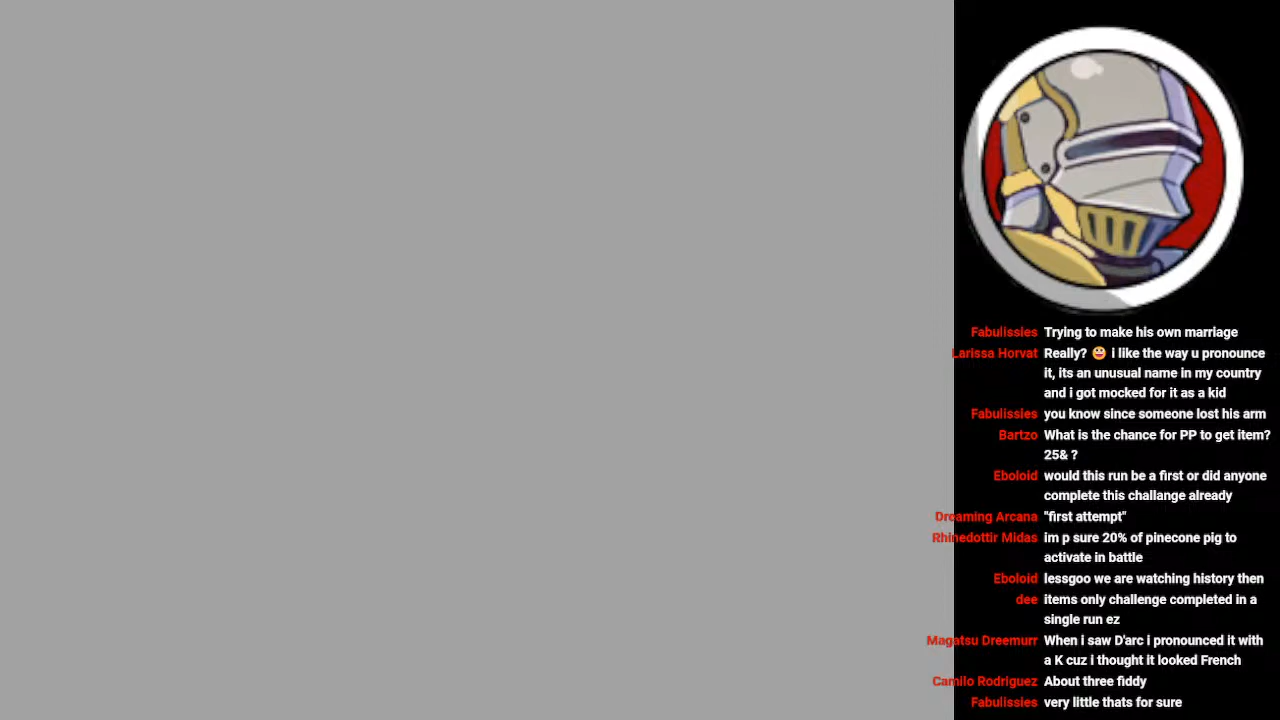 Fabulissies Trying to make his own marriage
Larissa Horvat Really? 😀 i like the way u pronounce
it, its an unusual name in my country
and i got mocked for it as a kid
Fabulissies you know since someone lost his arm
Bartzo What is the chance for PP to get item?
25& ?
Eboloid would this run be a first or did anyone
complete this challange already
Dreaming Arcana "first attempt"
Rhinedottir Midas im p sure 20% of pinecone pig to
activate in battle
Eboloid lessgoo we are watching history then
dee items only challenge completed in a
single run ez
Magatsu Dreemurr When i saw D'arc i pronounced it with
a K cuz i thought it looked French
Camilo Rodriguez About three fiddy
Fabulissies very little thats for sure